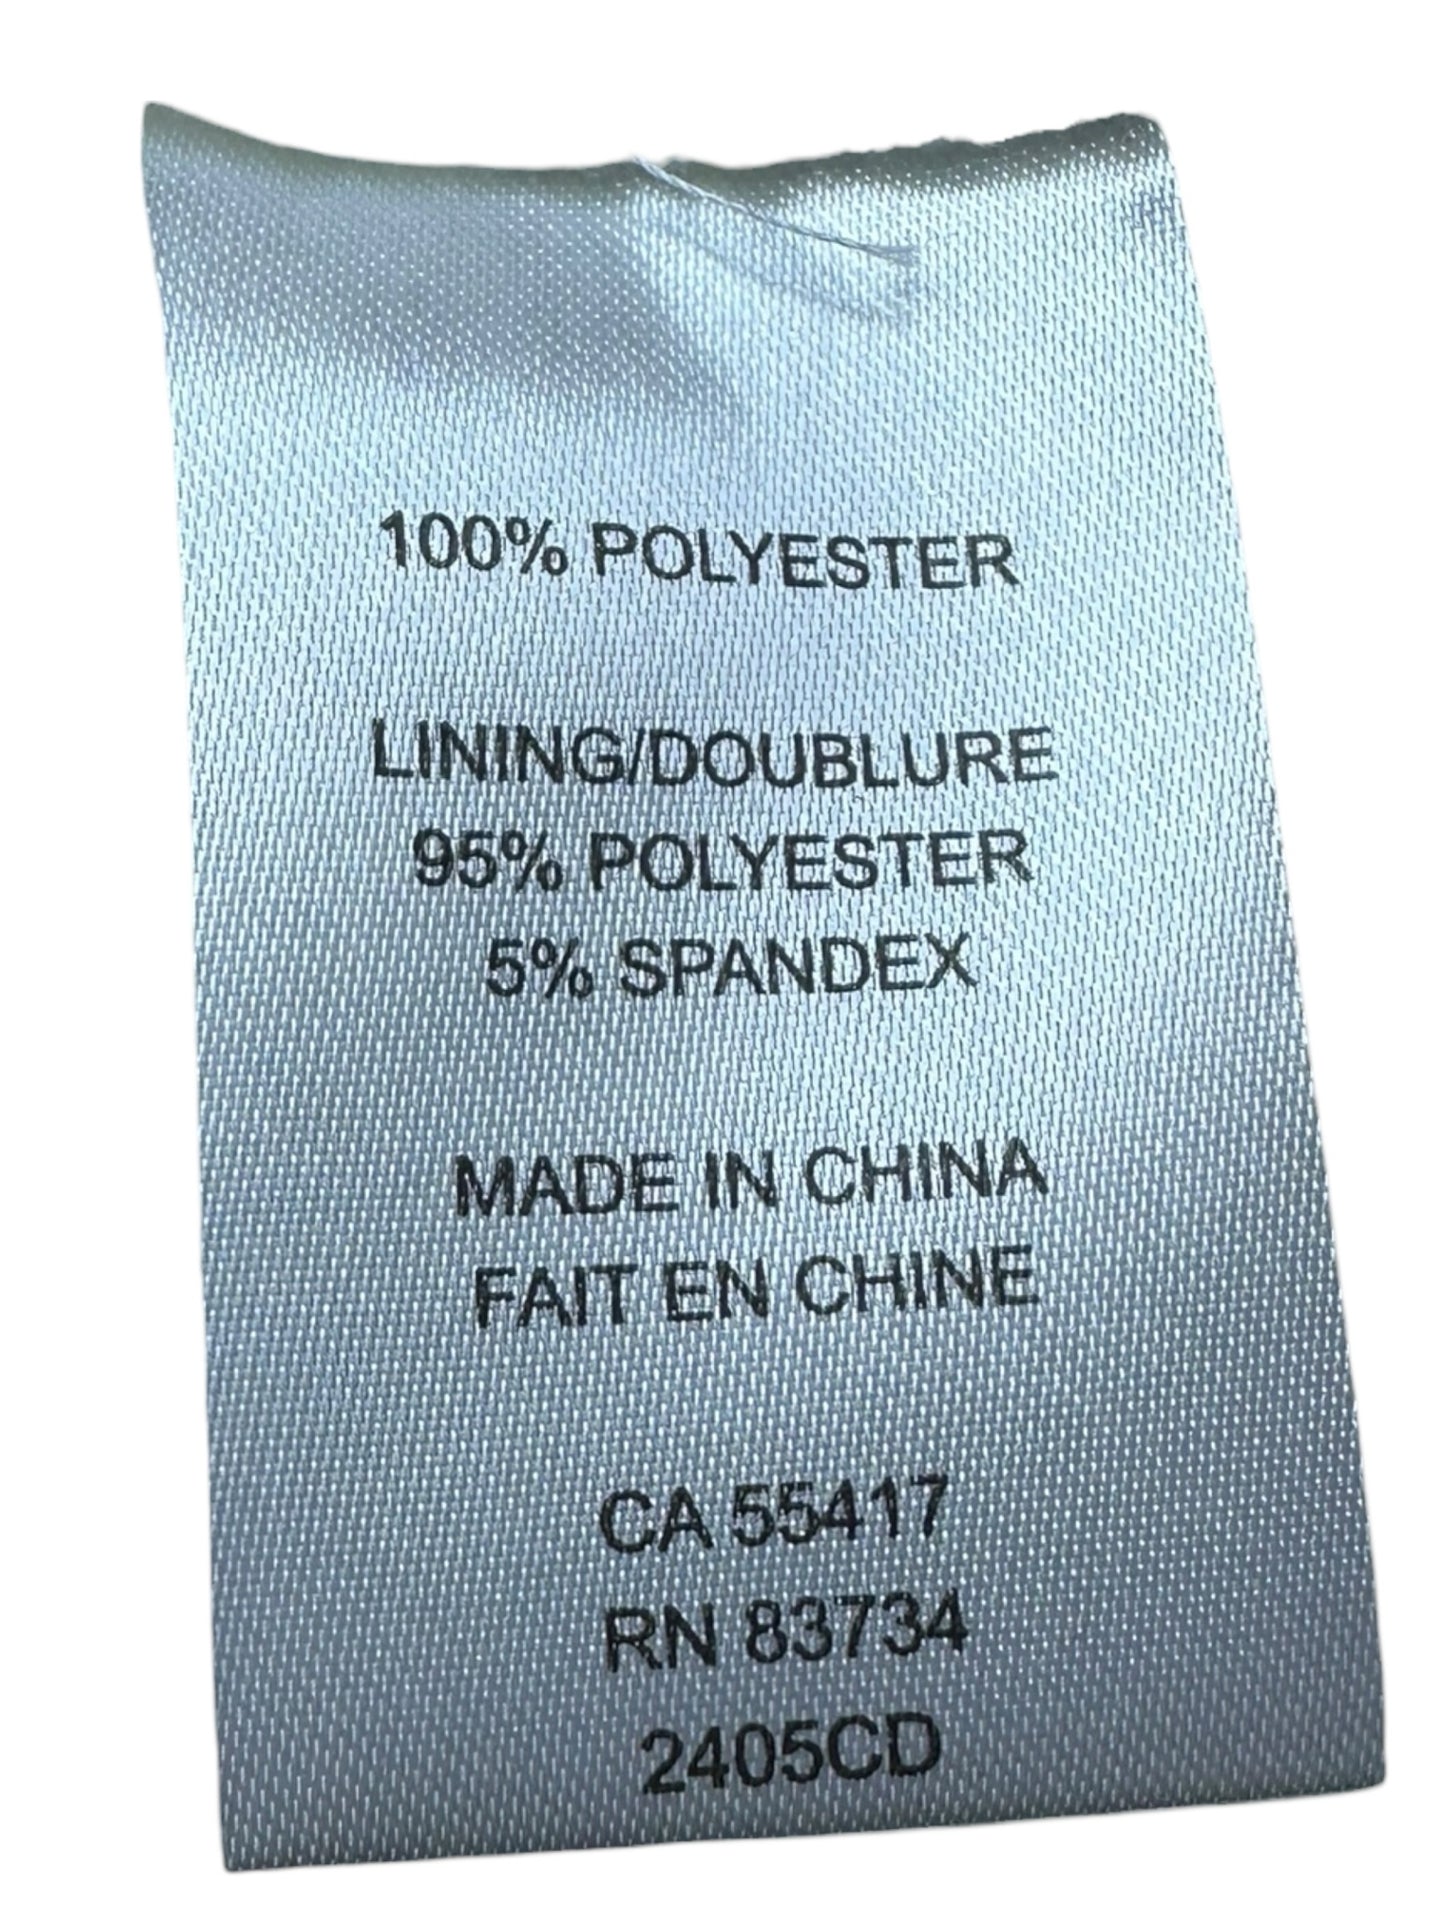 100% POLYESTER
LINING/DOUBLURE
95% POLYESTER
5% SPANDEX
MADE IN CHINA
FAIT EN CHINE
CA 55417
RN 83734
2405CD